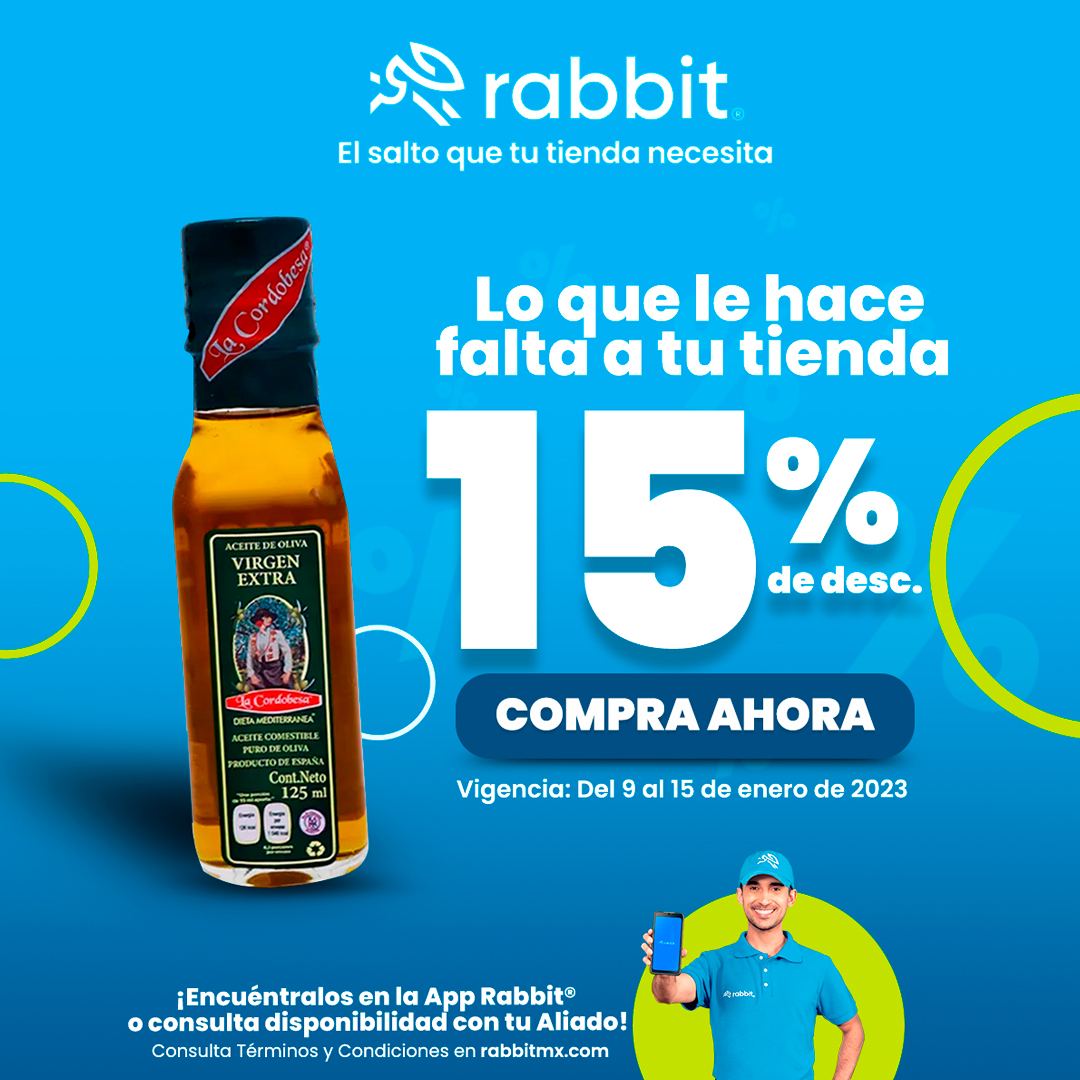 rabbit®
El salto que tu tienda necesita
La Cordobesa®
Lo que le hace
falta a tu tienda
15%
de desc.
COMPRA AHORA
Vigencia: Del 9 al 15 de enero de 2023
ACEITE DE OLIVA
VIRGEN
EXTRA
La Cordobesa®
DIETA MEDITERRANEA
ACEITE COMESTIBLE
PURO DE OLIVA
PRODUCTO DE ESPAÑA
Cont.Neto
125 ml
Energía
Energía
por
rabbit
¡Encuéntralos en la App Rabbit®
o consulta disponibilidad con tu Aliado!
Consulta Términos y Condiciones en rabbitmx.com